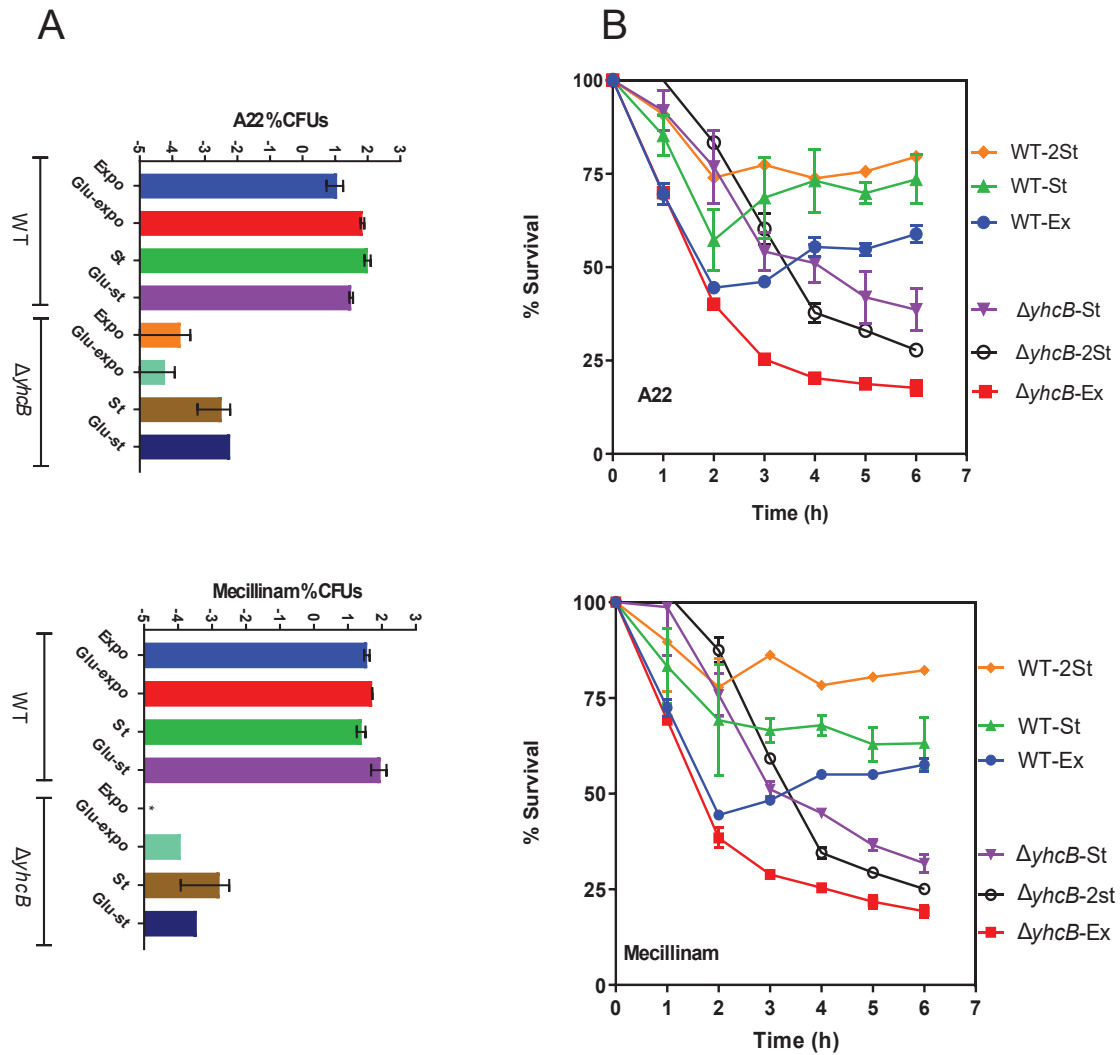 A
B
A22 %CFUs
-5 -4 -3 -2 -1 0 1 2 3
WT
Expo
Glu-expo
St
Glu-st
ΔyhcB
Expo
Glu-expo
St
Glu-st
100
75
50
25
0
% Survival
A22
0 1 2 3 4 5 6 7
Time (h)
WT-2St
WT-St
WT-Ex
ΔyhcB-St
ΔyhcB-2St
ΔyhcB-Ex
Mecillinam %CFUs
-5 -4 -3 -2 -1 0 1 2 3
WT
Expo
Glu-expo
St
Glu-st
ΔyhcB
Expo
*
Glu-expo
St
Glu-st
100
75
50
25
0
% Survival
Mecillinam
0 1 2 3 4 5 6 7
Time (h)
WT-2St
WT-St
WT-Ex
ΔyhcB-St
ΔyhcB-2st
ΔyhcB-Ex